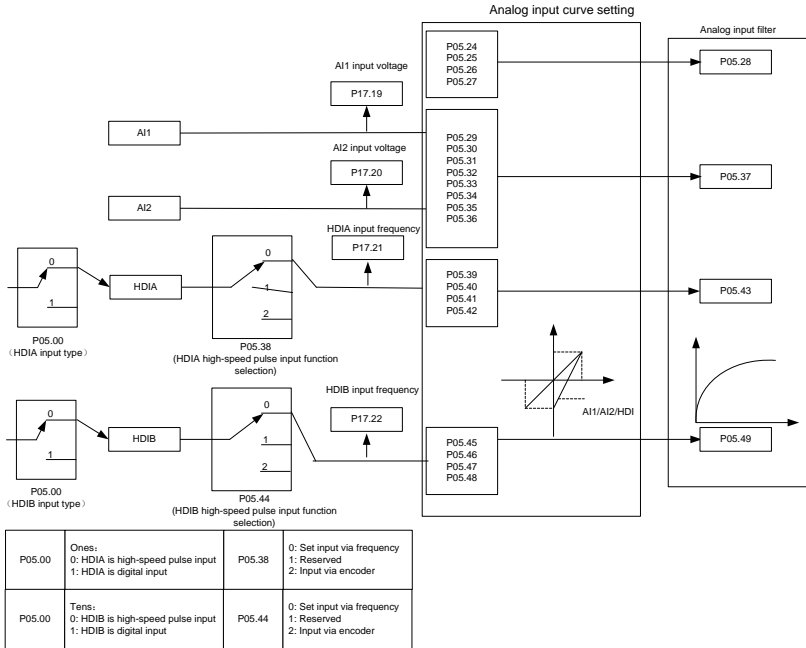 Analog input curve setting
Analog input filter
P05.24
P05.25
P05.26
P05.27
P05.28
AI1 input voltage
P17.19
AI1
AI2 input voltage
P17.20
AI2
P05.29
P05.30
P05.31
P05.32
P05.33
P05.34
P05.35
P05.36
P05.37
HDIA input frequency
P17.21
0
1
HDIA
0
1
2
P05.39
P05.40
P05.41
P05.42
P05.43
P05.00
（HDIA input type）
P05.38
(HDIA high-speed pulse input function
selection)
AI1/AI2/HDI
HDIB input frequency
P17.22
0
1
HDIB
0
1
2
P05.45
P05.46
P05.47
P05.48
P05.49
P05.00
（HDIB input type）
P05.44
(HDIB high-speed pulse input function
selection)
P05.00
Ones：
0: HDIA is high-speed pulse input
1: HDIA is digital input
P05.38
0: Set input via frequency
1: Reserved
2: Input via encoder
P05.00
Tens：
0: HDIB is high-speed pulse input
1: HDIB is digital input
P05.44
0: Set input via frequency
1: Reserved
2: Input via encoder